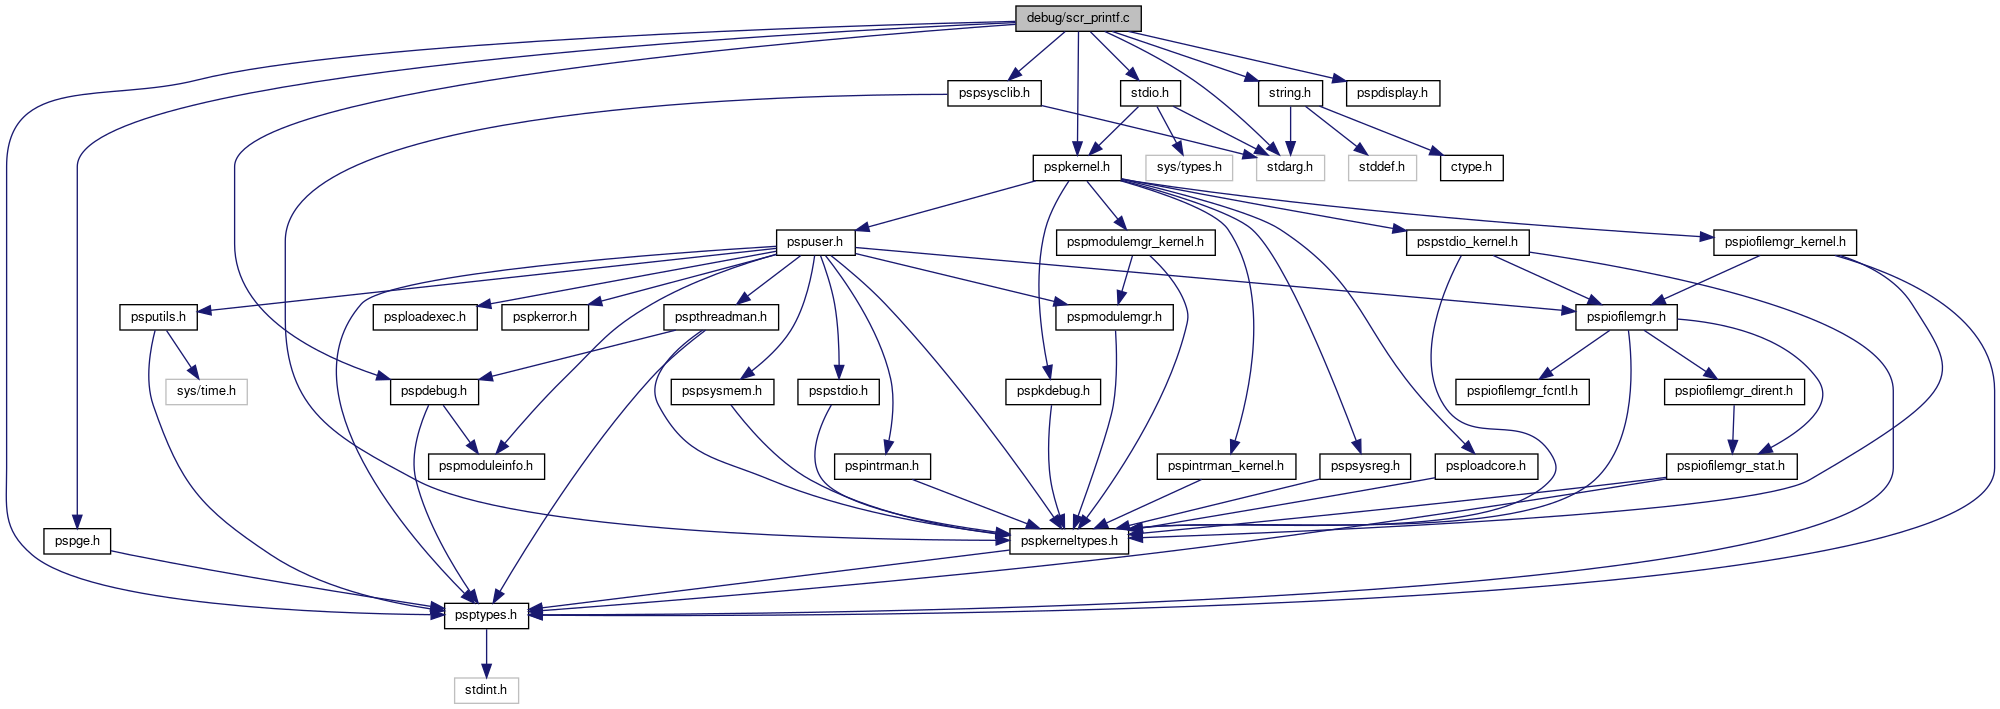 debug/scr_printf.c
pspsysclib.h
stdio.h
string.h
pspdisplay.h
pspkernel.h
sys/types.h
stdarg.h
stddef.h
ctype.h
pspuser.h
pspmodulemgr_kernel.h
pspstdio_kernel.h
pspiofilemgr_kernel.h
psputils.h
psploadexec.h
pspkerror.h
pspthreadman.h
pspmodulemgr.h
pspiofilemgr.h
sys/time.h
pspdebug.h
pspsysmem.h
pspstdio.h
pspkdebug.h
pspiofilemgr_fcntl.h
pspiofilemgr_dirent.h
pspmoduleinfo.h
pspintrman.h
pspintrman_kernel.h
pspsysreg.h
psploadcore.h
pspiofilemgr_stat.h
pspge.h
pspkerneltypes.h
psptypes.h
stdint.h